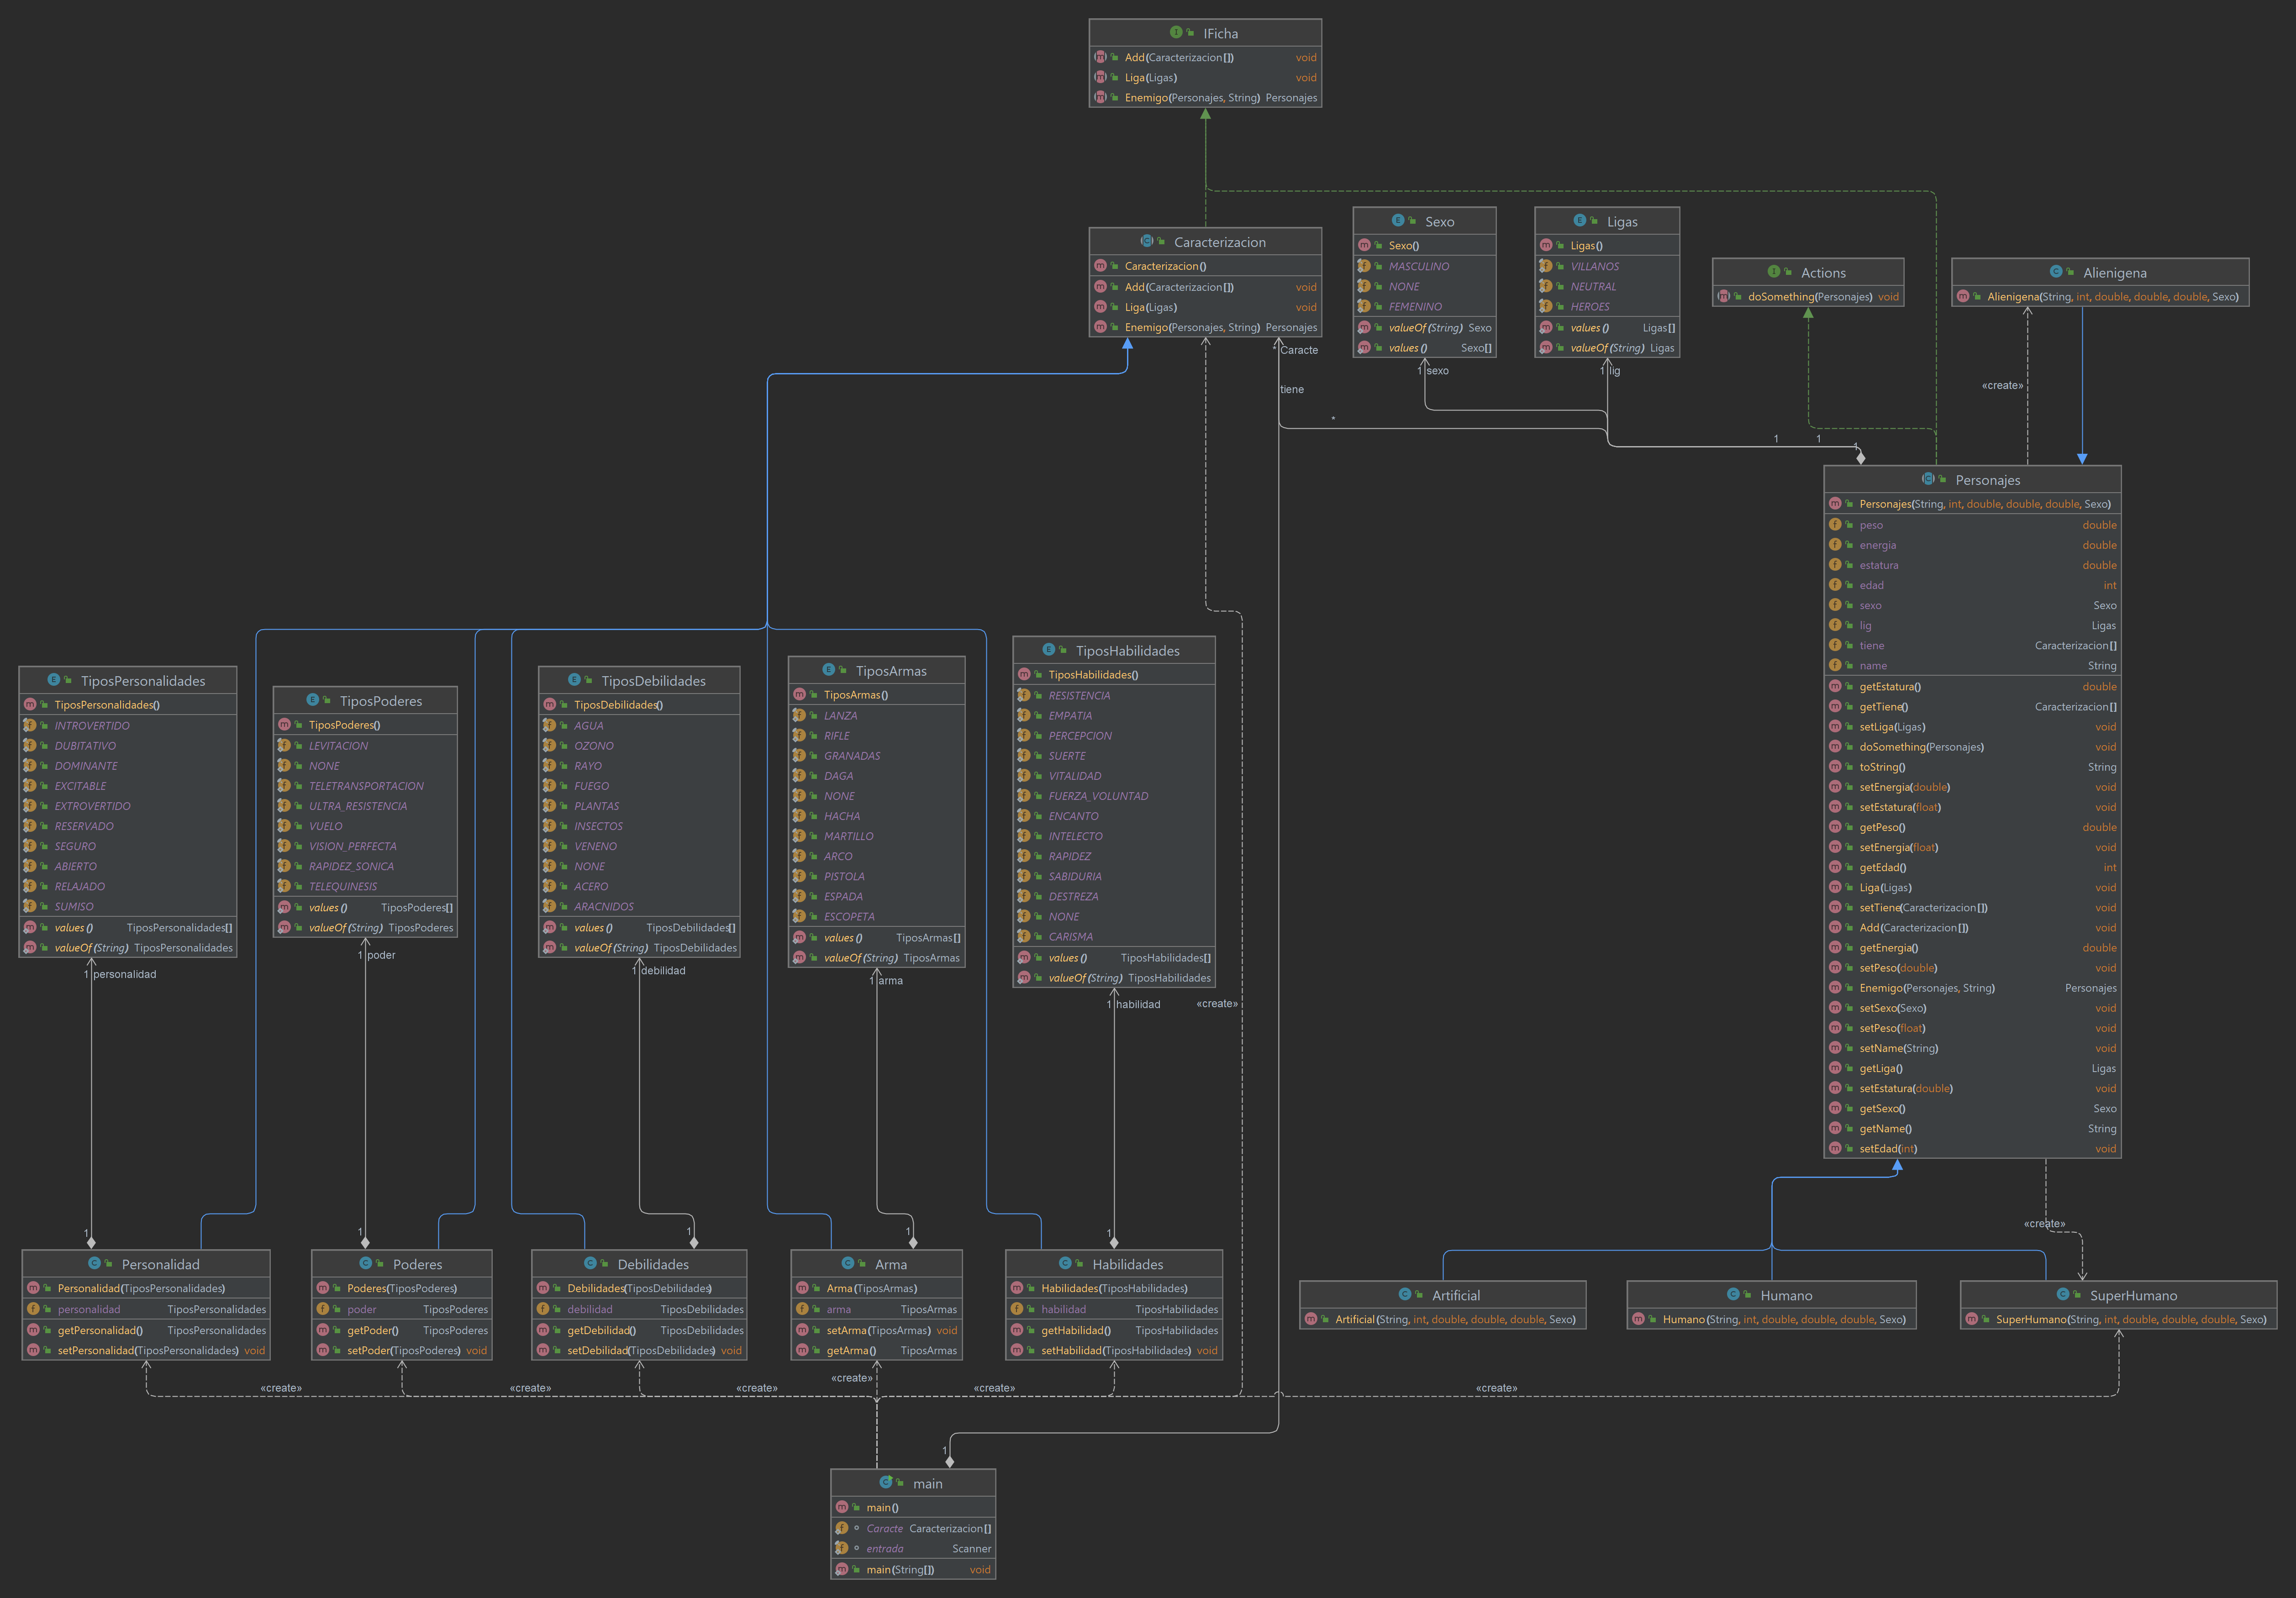 IFicha
Add(Caracterizacion[]) void
Liga(Ligas) void
Enemigo(Personajes, String) Personajes
Caracterizacion
Caracterizacion()
Add(Caracterizacion[]) void
Liga(Ligas) void
Enemigo(Personajes, String) Personajes
Sexo
Sexo()
MASCULINO
NONE
FEMENINO
valueOf(String) Sexo
values() Sexo[]
Ligas
Ligas()
VILLANOS
NEUTRAL
HEROES
values() Ligas[]
valueOf(String) Ligas
Actions
doSomething(Personajes) void
Alienigena
Alienigena(String, int, double, double, double, Sexo)
* Caracte
tiene
*
1 sexo
1 lig
«create»
1
1
1
Personajes
Personajes(String, int, double, double, double, Sexo)
peso double
energia double
estatura double
edad int
sexo Sexo
lig Ligas
tiene Caracterizacion[]
name String
getEstatura() double
getTiene() Caracterizacion[]
setLiga(Ligas) void
doSomething(Personajes) void
toString() String
setEnergia(double) void
setEstatura(float) void
getPeso() double
setEnergia(float) void
getEdad() int
Liga(Ligas) void
setTiene(Caracterizacion[]) void
Add(Caracterizacion[]) void
getEnergia() double
setPeso(double) void
Enemigo(Personajes, String) Personajes
setSexo(Sexo) void
setPeso(float) void
setName(String) void
getLiga() Ligas
setEstatura(double) void
getSexo() Sexo
getName() String
setEdad(int) void
TiposPersonalidades
TiposPersonalidades()
INTROVERTIDO
DUBITATIVO
DOMINANTE
EXCITABLE
EXTROVERTIDO
RESERVADO
SEGURO
ABIERTO
RELAJADO
SUMISO
values() TiposPersonalidades[]
valueOf(String) TiposPersonalidades
1 personalidad
TiposPoderes
TiposPoderes()
LEVITACION
NONE
TELETRANSPORTACION
ULTRA_RESISTENCIA
VUELO
VISION_PERFECTA
RAPIDEZ_SONICA
TELEQUINESIS
values() TiposPoderes[]
valueOf(String) TiposPoderes
1 poder
TiposDebilidades
TiposDebilidades()
AGUA
OZONO
RAYO
FUEGO
PLANTAS
INSECTOS
VENENO
NONE
ACERO
ARACNIDOS
values() TiposDebilidades[]
valueOf(String) TiposDebilidades
1 debilidad
TiposArmas
TiposArmas()
LANZA
RIFLE
GRANADAS
DAGA
NONE
HACHA
MARTILLO
ARCO
PISTOLA
ESPADA
ESCOPETA
values() TiposArmas[]
valueOf(String) TiposArmas
1 arma
TiposHabilidades
TiposHabilidades()
RESISTENCIA
EMPATIA
PERCEPCION
SUERTE
VITALIDAD
FUERZA_VOLUNTAD
ENCANTO
INTELECTO
RAPIDEZ
SABIDURIA
DESTREZA
NONE
CARISMA
values() TiposHabilidades[]
valueOf(String) TiposHabilidades
1 habilidad
«create»
«create»
1
1
1
1
1
Personalidad
Personalidad(TiposPersonalidades)
personalidad TiposPersonalidades
getPersonalidad() TiposPersonalidades
setPersonalidad(TiposPersonalidades) void
Poderes
Poderes(TiposPoderes)
poder TiposPoderes
getPoder() TiposPoderes
setPoder(TiposPoderes) void
Debilidades
Debilidades(TiposDebilidades)
debilidad TiposDebilidades
getDebilidad() TiposDebilidades
setDebilidad(TiposDebilidades) void
Arma
Arma(TiposArmas)
arma TiposArmas
setArma(TiposArmas) void
getArma() TiposArmas
Habilidades
Habilidades(TiposHabilidades)
habilidad TiposHabilidades
getHabilidad() TiposHabilidades
setHabilidad(TiposHabilidades) void
Artificial
Artificial(String, int, double, double, double, Sexo)
Humano
Humano(String, int, double, double, double, Sexo)
SuperHumano
SuperHumano(String, int, double, double, double, Sexo)
«create»
«create»
«create»
«create»
«create»
«create»
1
main
main()
Caracte Caracterizacion[]
entrada Scanner
main(String[]) void